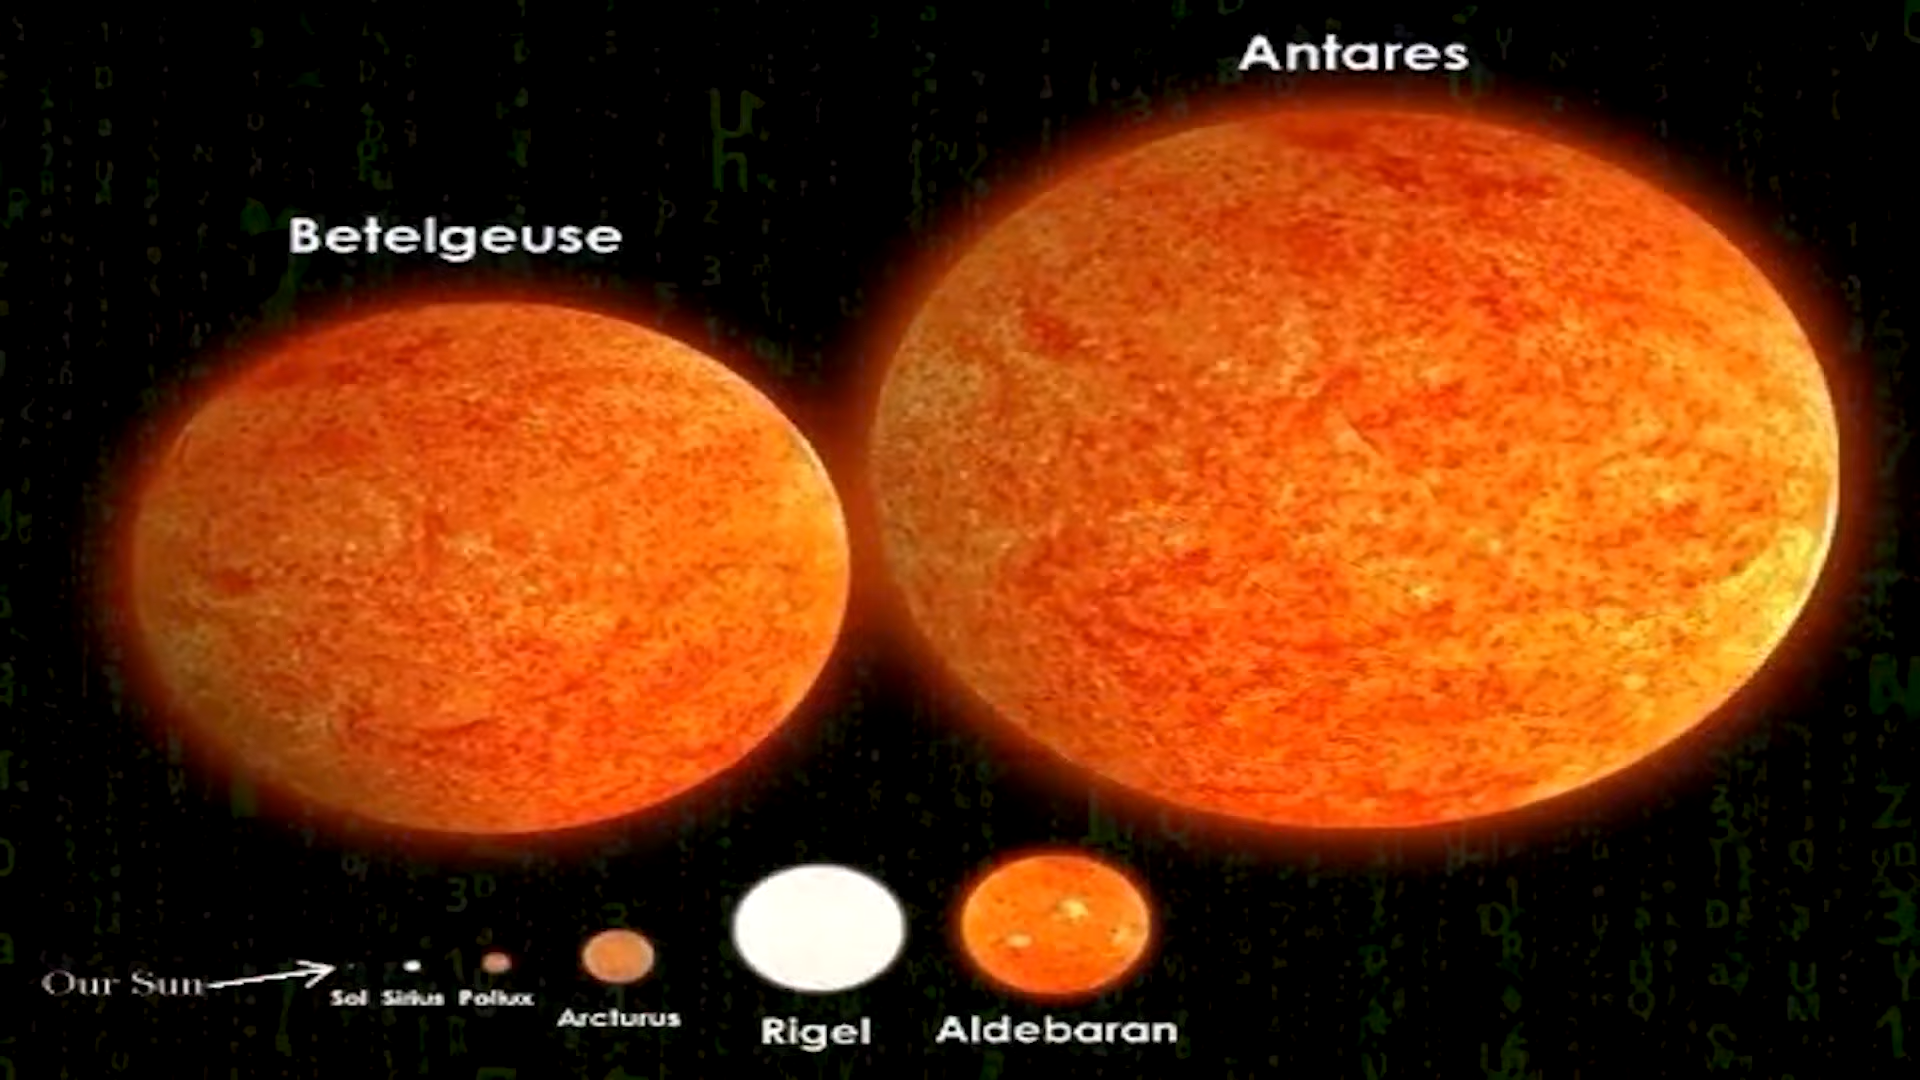 Antares
Betelgeuse
Our Sun
Sol Sirius Pollux
Arcturus
Rigel
Aldebaran